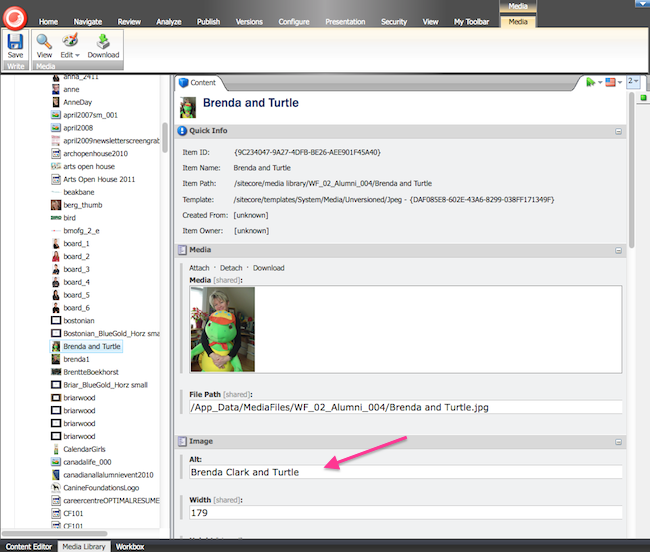 Media
Home Navigate Review Analyze Publish Versions Configure Presentation Security View My Toolbar Media
Save View Edit Download
Write Media
anna_2411
anne
AnneDay
april2007sm_001
april2008
april2009newsletterscreengrab
archopenhouse2010
Arts open house
Arts Open House 2011
beakbane
berg_thumb
bird
bmofg_2_e
board_1
board_2
board_3
board_4
board_5
board_6
bostonian
Bostonian_BlueGold_Horz sma
Brenda and Turtle
brenda1
BrentteBoekhorst
Briar_BlueGold_Horz small
briarwood
briarwood
briarwood
briarwood
CalendarGirls
canadalife_000
canadianallalumnievent2010
CanineFoundationsLogo
careercentreOPTIMALRESUME
CF101
CF101
Content
2
Brenda and Turtle
Quick Info
Item ID: {9C234047-9A27-4DFB-BE26-AEE901F45A40}
Item Name: Brenda and Turtle
Item Path: /sitecore/media library/WF_02_Alumni_004/Brenda and Turtle
Template: /sitecore/templates/System/Media/Unversioned/Jpeg - {DAF085E8-602E-43A6-8299-038FF171349F}
Created From: [unknown]
Item Owner: [unknown]
Media
Attach · Detach · Download
Media [shared]:
File Path [shared]:
/App_Data/MediaFiles/WF_02_Alumni_004/Brenda and Turtle.jpg
Image
Alt:
Brenda Clark and Turtle
Width [shared]:
179
Content Editor Media Library Workbox